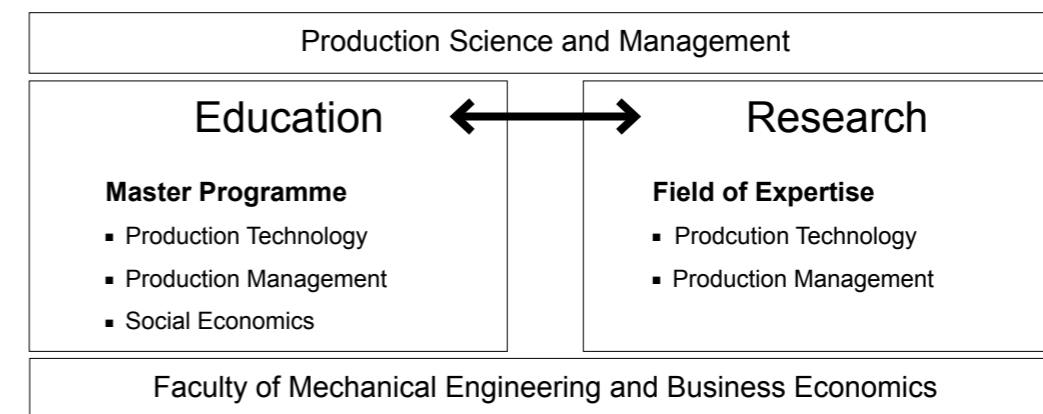 Production Science and Management
Education
Master Programme
▪ Production Technology
▪ Production Management
▪ Social Economics
Research
Field of Expertise
▪ Prodcution Technology
▪ Production Management
Faculty of Mechanical Engineering and Business Economics